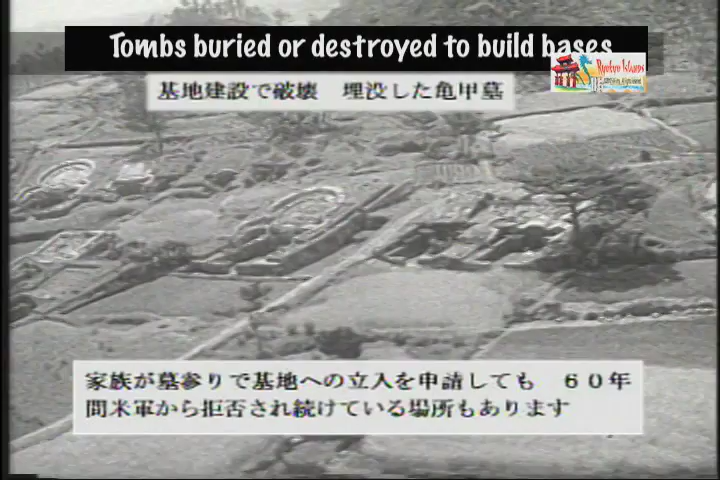 Tombs buried or destroyed to build bases
Ryukyu Islands
基地建設で破壊　埋没した亀甲墓
家族が墓参りで基地への立入を申請しても　６０年
間米軍から拒否され続けている場所もあります